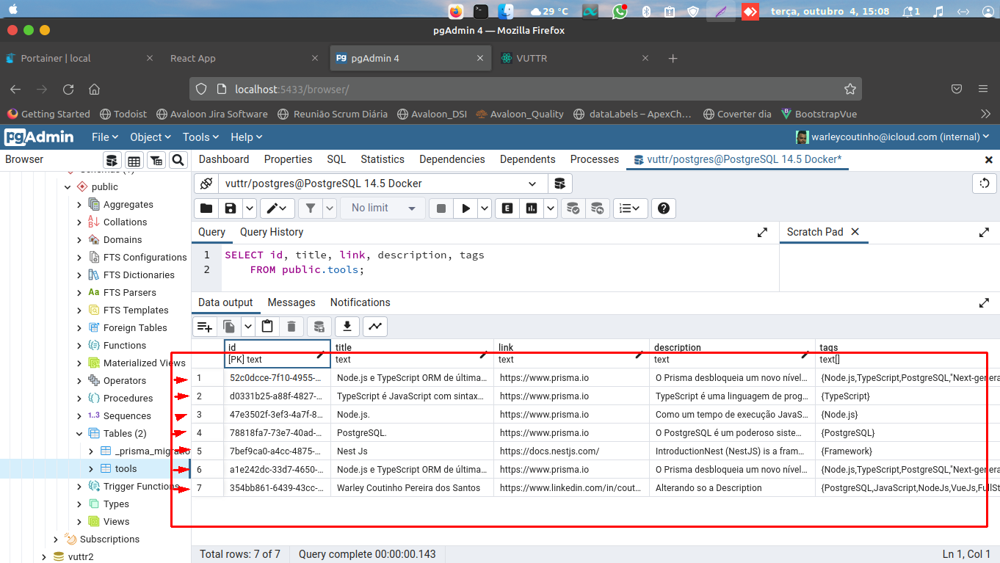 29 °C
terça, outubro 4, 15:08
1
pgAdmin 4 — Mozilla Firefox
Portainer | local
React App
pgAdmin 4
VUTTR
localhost:5433/browser/
Getting Started
Todoist
Avaloon Jira Software
Reunião Scrum Diária
Avaloon_DSI
Avaloon_Quality
dataLabels – ApexCh…
Coverter dia
BootstrapVue
pgAdmin
File
Object
Tools
Help
warleycoutinho@icloud.com (internal)
Browser
Dashboard
Properties
SQL
Statistics
Dependencies
Dependents
Processes
vuttr/postgres@PostgreSQL 14.5 Docker*
public
Aggregates
Collations
Domains
FTS Configurations
FTS Dictionaries
Aa FTS Parsers
FTS Templates
Foreign Tables
Functions
Materialized Views
Operators
Procedures
1..3 Sequences
Tables (2)
_prisma_migratio
tools
Trigger Functions
Types
Views
Subscriptions
vuttr2
vuttr/postgres@PostgreSQL 14.5 Docker
No limit
E
Query
Query History
Scratch Pad
1 SELECT id, title, link, description, tags
2 FROM public.tools;
Data output
Messages
Notifications
id
[PK] text
title
text
link
text
description
text
tags
text[]
1 52c0dcce-7f10-4955-… Node.js e TypeScript ORM de última… https://www.prisma.io O Prisma desbloqueia um novo nível… {Node.js,TypeScript,PostgreSQL,"Next-genera
2 d0331b25-a88f-4827-… TypeScript é JavaScript com sintax… https://www.prisma.io TypeScript é uma linguagem de prog… {TypeScript}
3 47e3502f-3ef3-4a7f-8… Node.js. https://www.prisma.io Como um tempo de execução JavaS… {Node.js}
4 78818fa7-73e7-40ad-… PostgreSQL. https://www.prisma.io O PostgreSQL é um poderoso siste… {PostgreSQL}
5 7bef9ca0-a4cc-4875-… Nest Js https://docs.nestjs.com/ IntroductionNest (NestJS) is a fram… {Framework}
6 a1e242dc-33d7-4650-… Node.js e TypeScript ORM de última… https://www.prisma.io O Prisma desbloqueia um novo nível… {Node.js,TypeScript,PostgreSQL,"Next-genera
7 354bb861-6439-43cc-… Warley Coutinho Pereira dos Santos https://www.linkedin.com/in/cout… Alterando so a Description {PostgreSQL,JavaScript,NodeJs,VueJs,FullSt
Total rows: 7 of 7
Query complete 00:00:00.143
Ln 1, Col 1